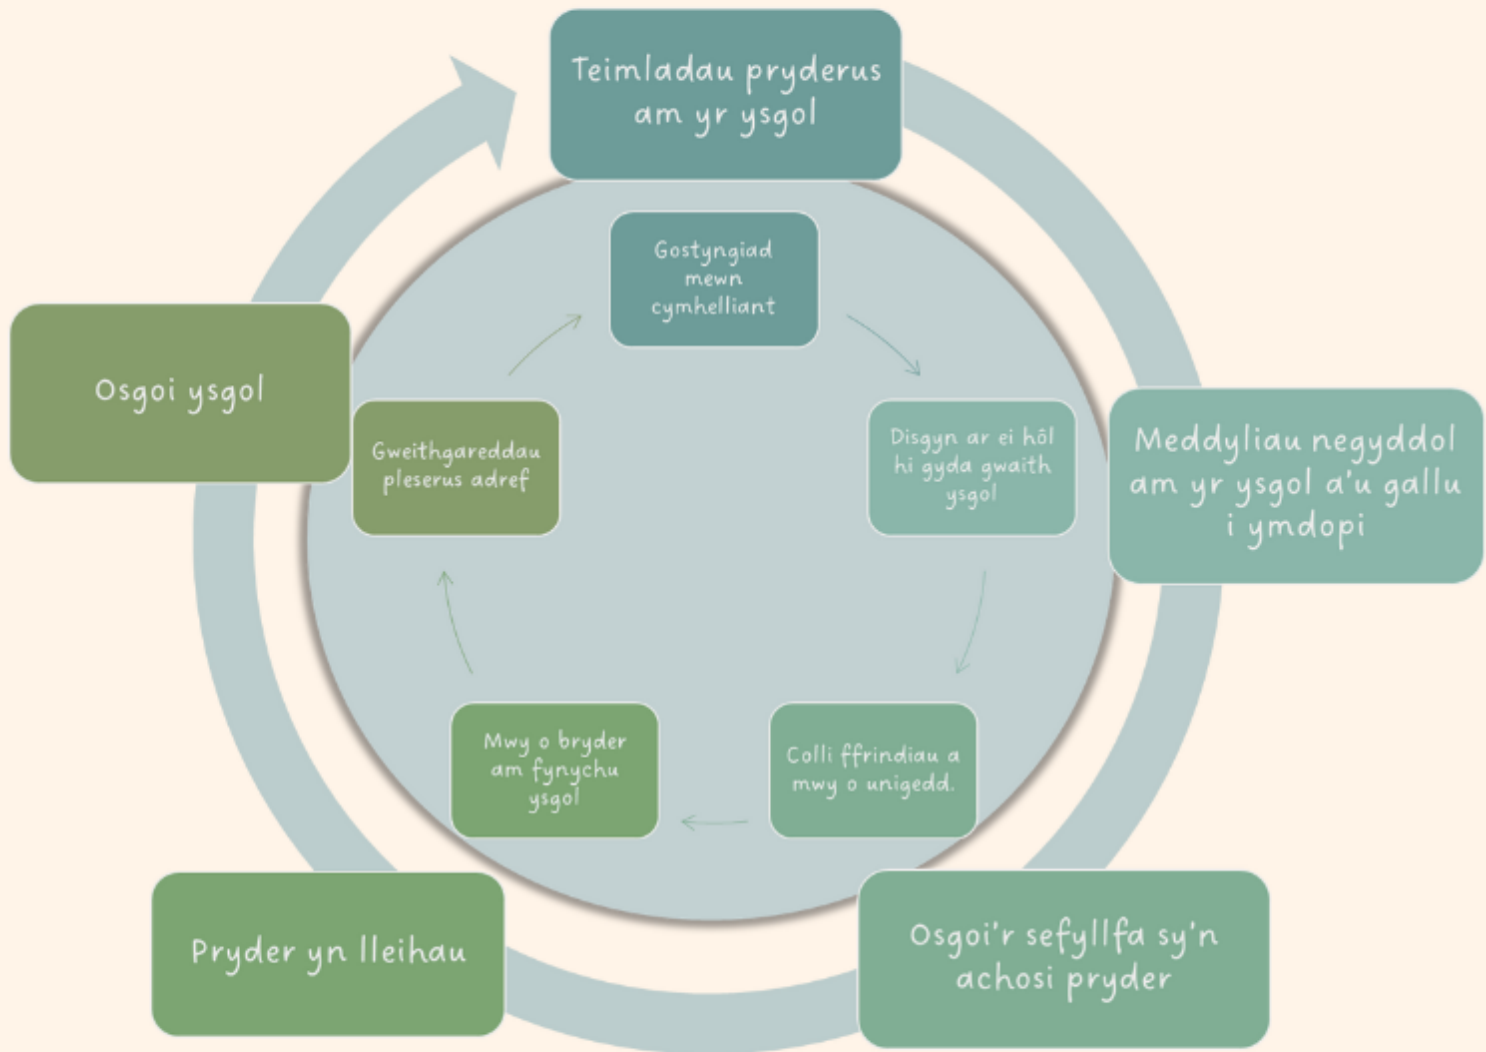 Teimladau pryderus
am yr ysgol
Gostyngiad
mewn
cymhelliant
Osgoi ysgol
Gweithgareddau
pleserus adref
Disgyn ar ei hôl
hi gyda gwaith
ysgol
Meddyliau negyddol
am yr ysgol a'u gallu
i ymdopi
Mwy o bryder
am fynychu
ysgol
Colli ffrindiau a
mwy o unigedd.
Pryder yn lleihau
Osgoi'r sefyllfa sy'n
achosi pryder